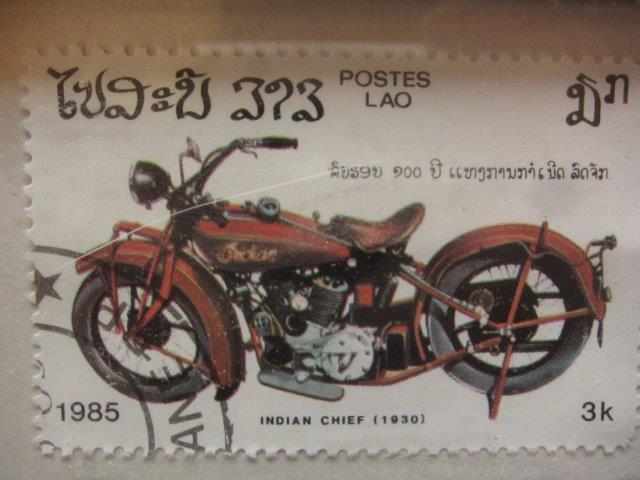 ໄປສະນີ ລາວ POSTES LAO ໓ກ
ຄົບຮອບ ໑໐໐ ປີ ແຫ່ງການກຳເນີດ ລົດຈັກ.
Indian
1985 INDIAN CHIEF (1930) 3k